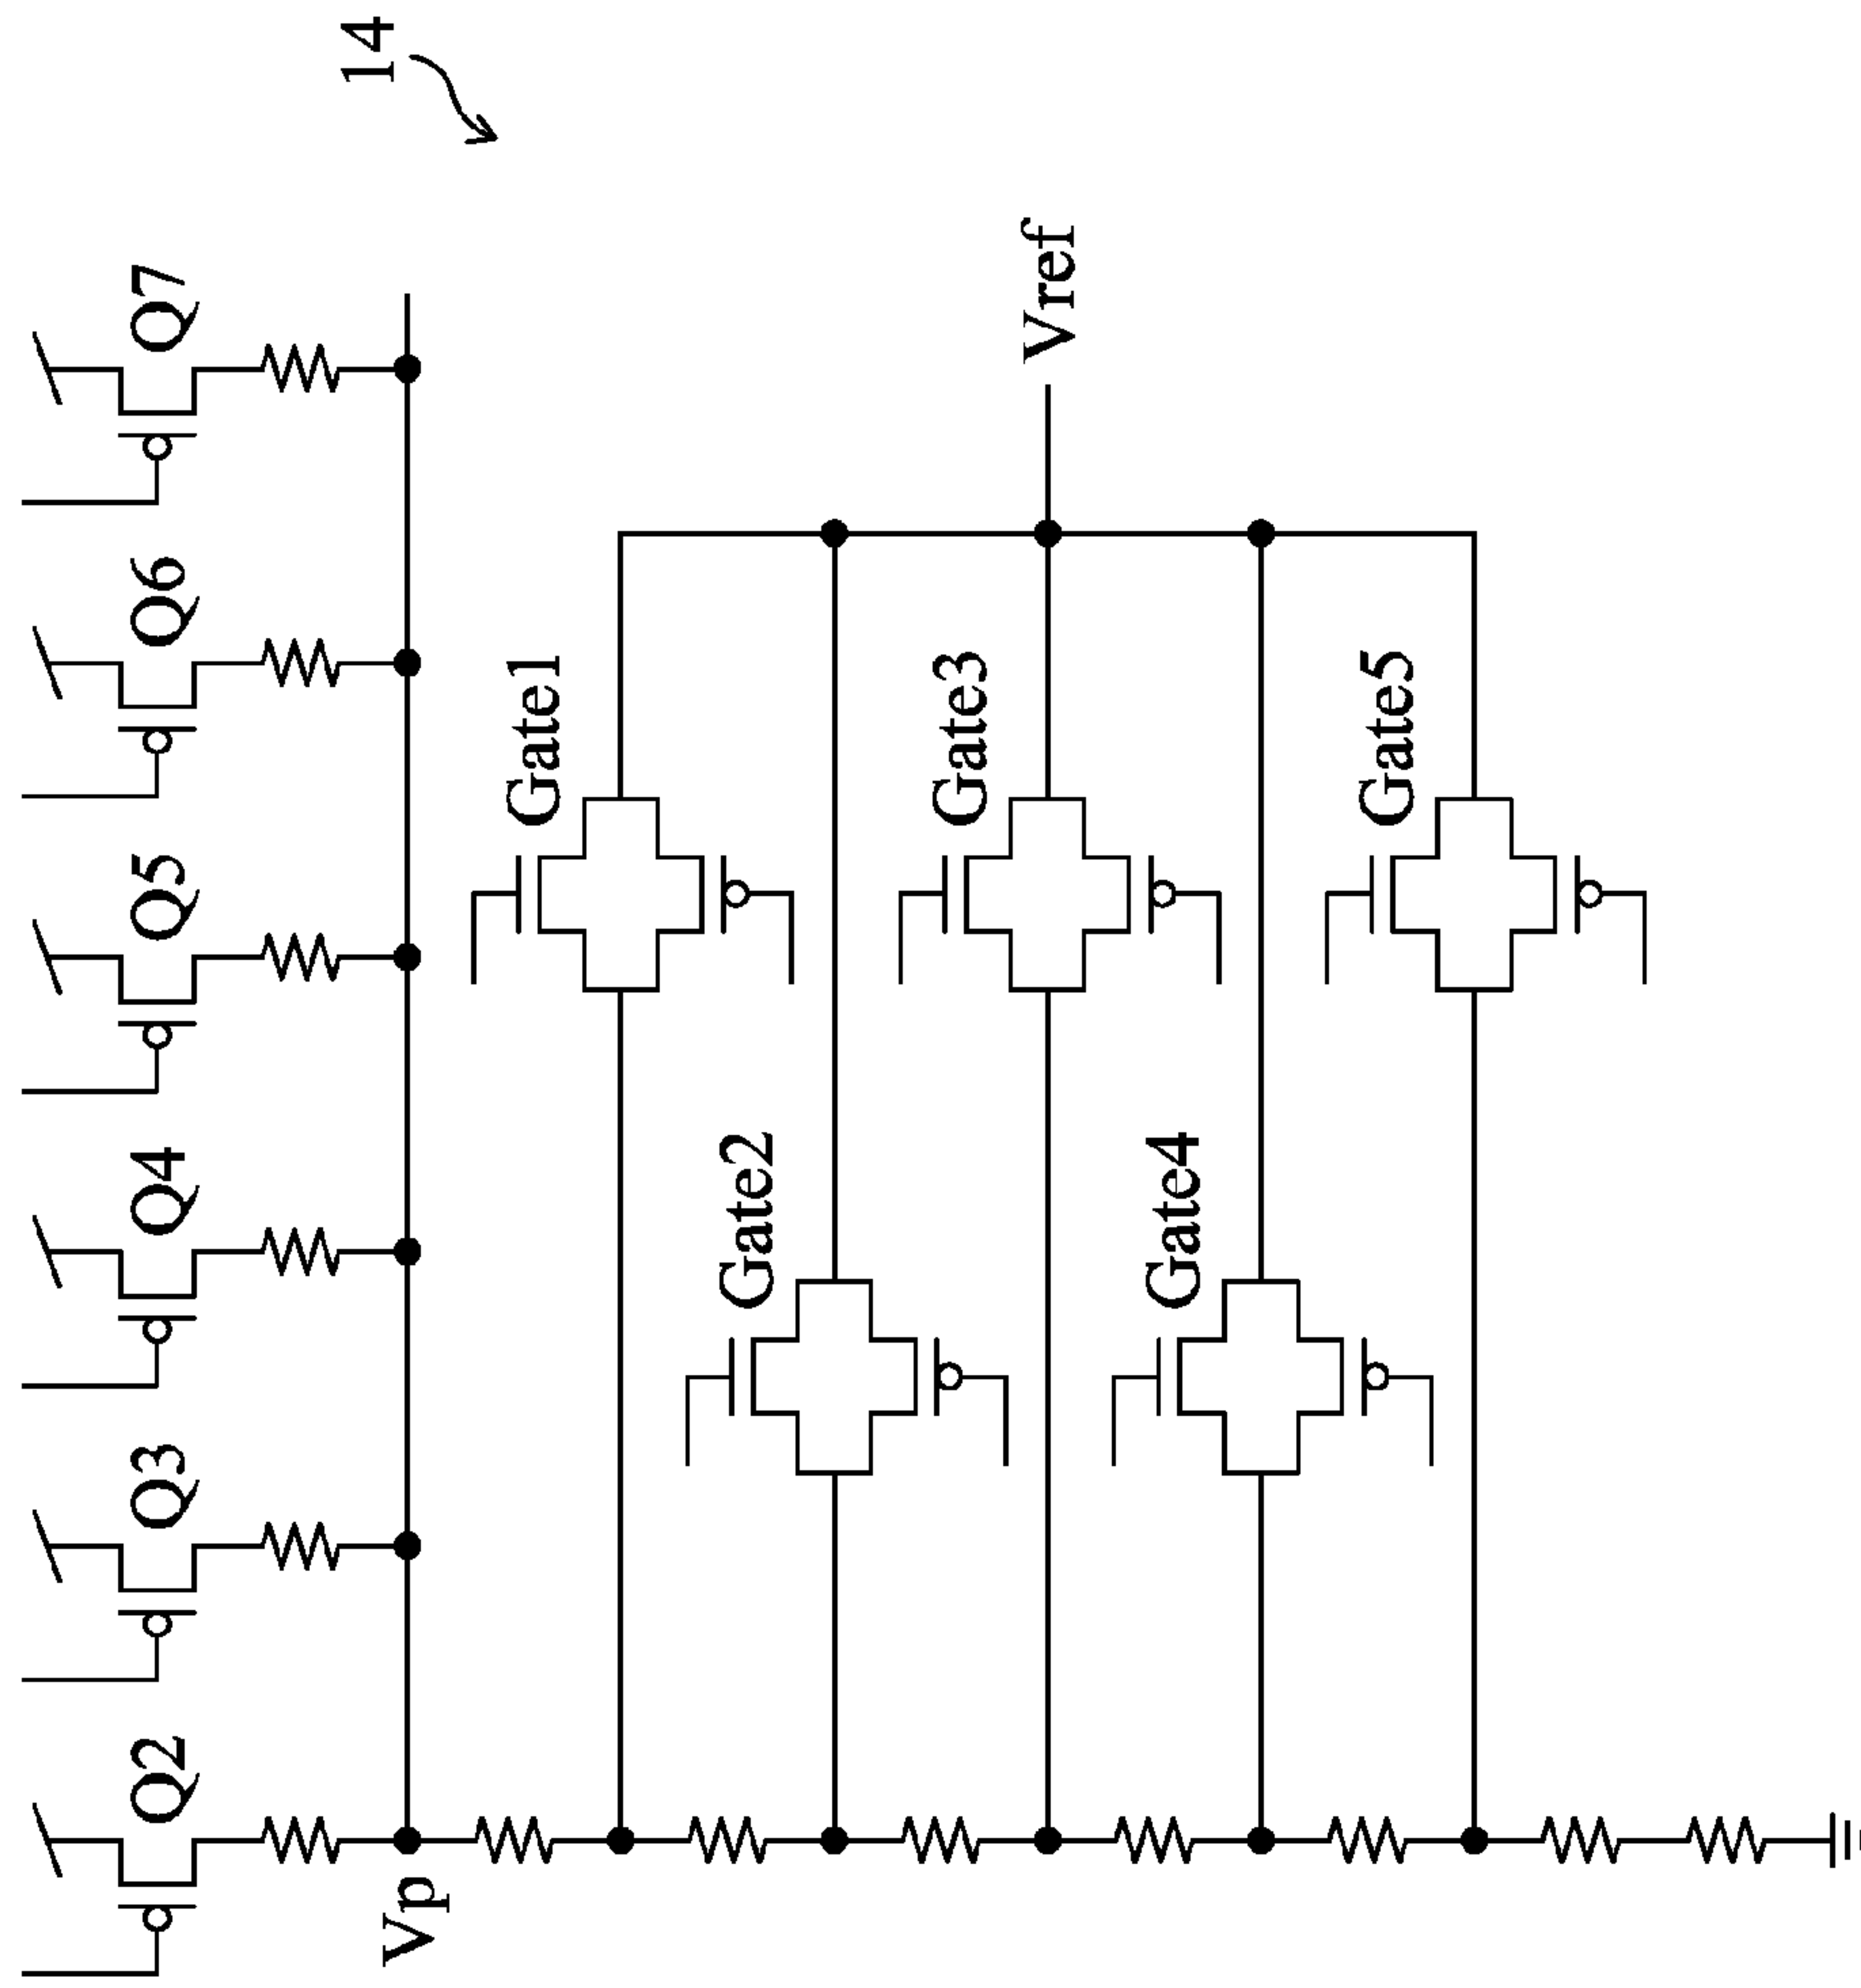 14
Q2
Q3
Q4
Q5
Q6
Q7
Vp
Gate1
Gate2
Gate3
Gate4
Gate5
Vref